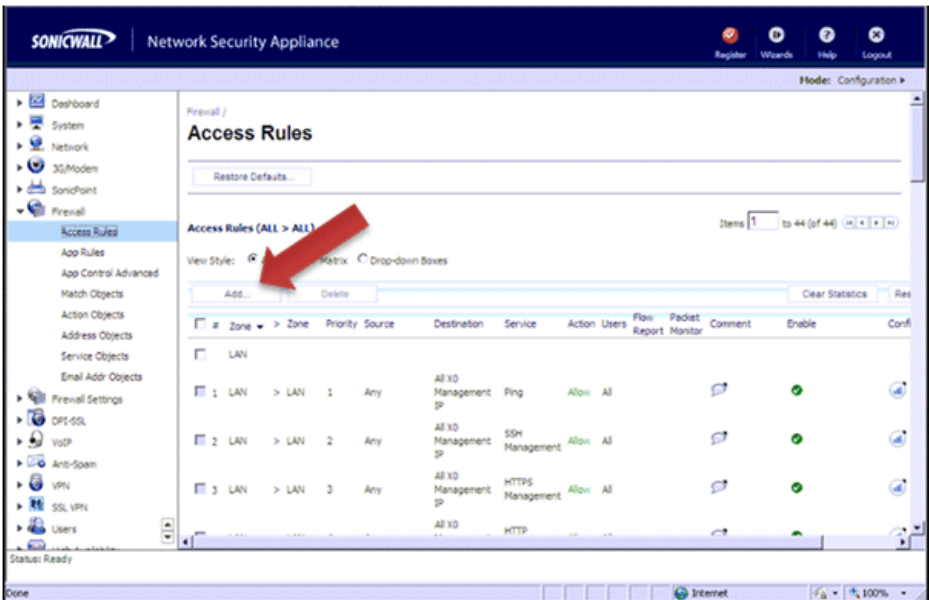 SONICWALL Network Security Appliance
Register Wizards Help Logout
Mode: Configuration
Dashboard
System
Network
3G/Modem
SonicPoint
Firewall
Access Rules
App Rules
App Control Advanced
Match Objects
Action Objects
Address Objects
Service Objects
Email Addr Objects
Firewall Settings
DPI-SSL
VoIP
Anti-Spam
VPN
SSL VPN
Users
Firewall /
Access Rules
Restore Defaults...
Access Rules (ALL > ALL)
Items 1 to 44 (of 44)
View Style: Matrix Drop-down Boxes
Add... Delete Clear Statistics Res
# Zone > Zone Priority Source Destination Service Action Users Flow Report Packet Monitor Comment Enable Confi
LAN
1 LAN > LAN 1 Any All X0 Management IP Ping Allow All
2 LAN > LAN 2 Any All X0 Management IP SSH Management Allow All
3 LAN > LAN 3 Any All X0 Management IP HTTPS Management Allow All
All X0 HTTP
Status: Ready
Done Internet 100%